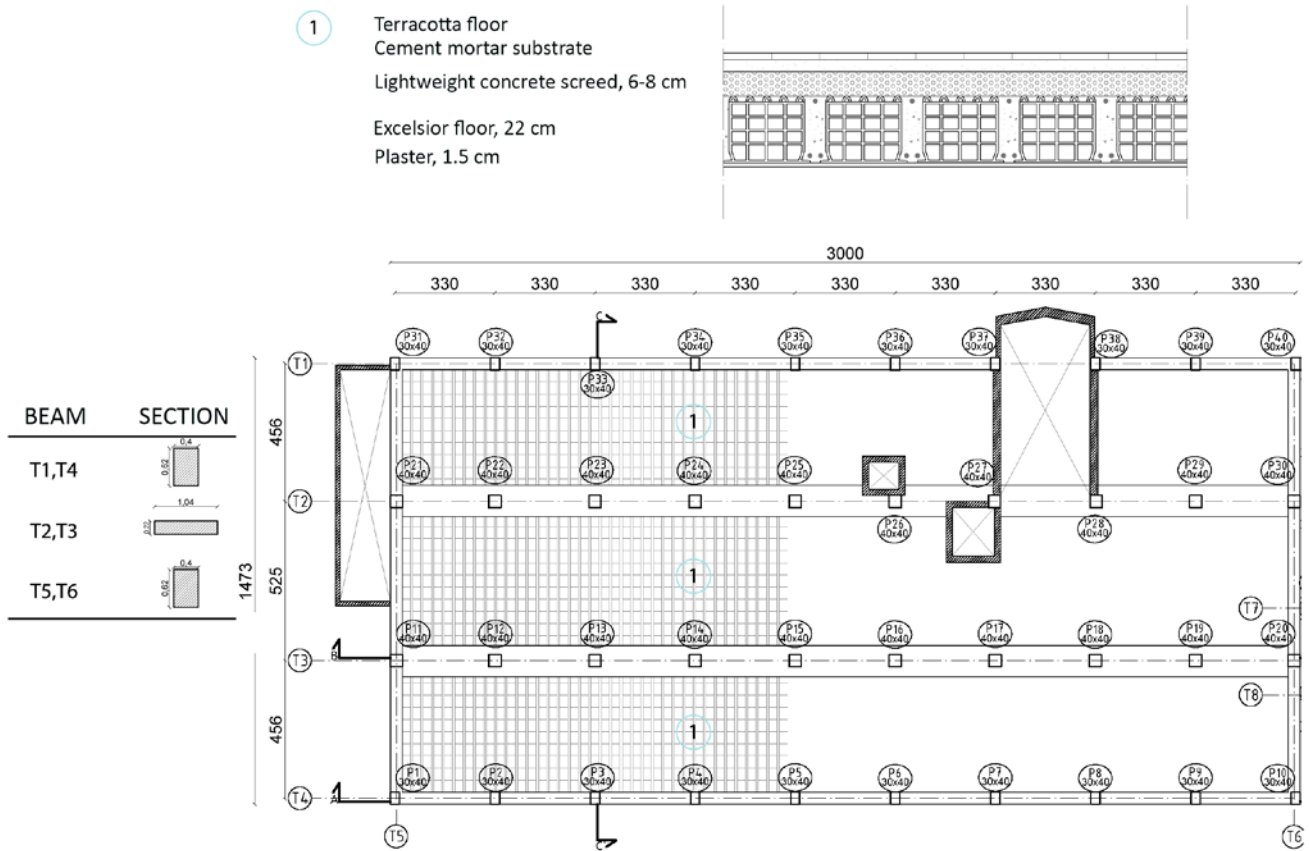 1
Terracotta floor
Cement mortar substrate
Lightweight concrete screed, 6-8 cm
Excelsior floor, 22 cm
Plaster, 1.5 cm
3000
330 330 330 330 330 330 330 330 330
P31 30x40
P32 30x40
P34 30x40
P35 30x40
P36 30x40
P37 30x40
P38 30x40
P39 30x40
P40 30x40
C
T1
P33 30x40
BEAM SECTION
T1,T4
0,4
0,62
T2,T3
1,04
T5,T6
0,4
0,62
1473
456
525
456
1
P21 40x40
P22 40x40
P23 40x40
P24 40x40
P25 40x40
P27 40x40
P29 40x40
P30 40x40
T2
P26 40x40
P28 40x40
1
T7
P11 40x40
P12 40x40
P13 40x40
P14 40x40
P15 40x40
P16 40x40
P17 40x40
P18 40x40
P19 40x40
P20 40x40
B
T3
T8
1
P1 30x40
P2 30x40
P3 30x40
P4 30x40
P5 30x40
P6 30x40
P7 30x40
P8 30x40
P9 30x40
P10 30x40
T4
A
T5
C
T6